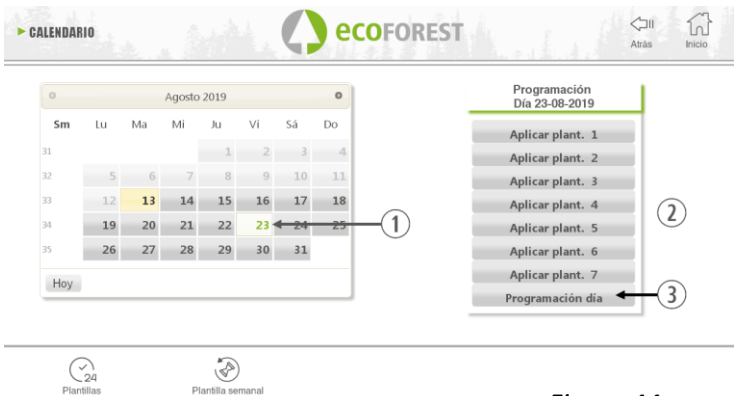 CALENDARIO
ecoFOREST
Atrás
Inicio
Agosto 2019
Sm Lu Ma Mi Ju Vi Sá Do
31 1 2 3 4
32 5 6 7 8 9 10 11
33 12 13 14 15 16 17 18
34 19 20 21 22 23 24 25
35 26 27 28 29 30 31
Hoy
1
Programación
Día 23-08-2019
Aplicar plant. 1
Aplicar plant. 2
Aplicar plant. 3
Aplicar plant. 4
Aplicar plant. 5
Aplicar plant. 6
Aplicar plant. 7
Programación día
2
3
24
Plantillas
Plantilla semanal